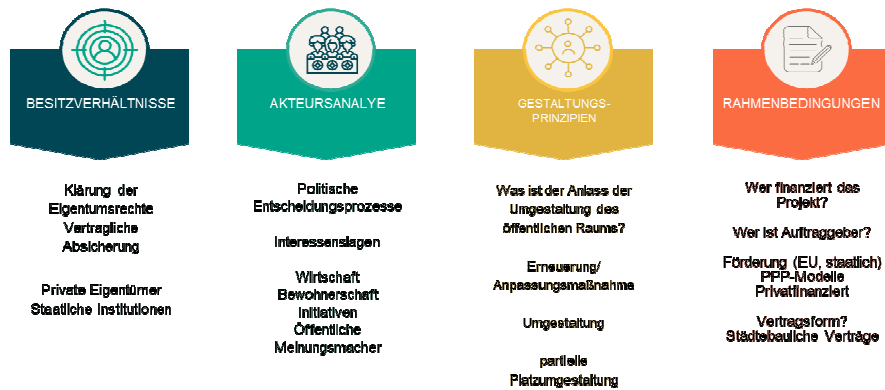 BESITZVERHÄLTNISSE
Klärung der
Eigentumsrechte
Vertragliche
Absicherung
Private Eigentümer
Staatliche Institutionen
AKTEURSANALYE
Politische
Entscheidungsprozesse
Interessenslagen
Wirtschaft
Bewohnerschaft
Initiativen
Öffentliche
Meinungsmacher
GESTALTUNGS-
PRINZIPIEN
Was ist der Anlass der
Umgestaltung des
öffentlichen Raums?
Erneuerung/
Anpassungsmaßnahme
Umgestaltung
partielle
Platzumgestaltung
RAHMENBEDINGUNGEN
Wer finanziert das
Projekt?
Wer ist Auftraggeber?
Förderung (EU, staatlich)
PPP-Modelle
Privatfinanziert
Vertragsform?
Städtebauliche Verträge